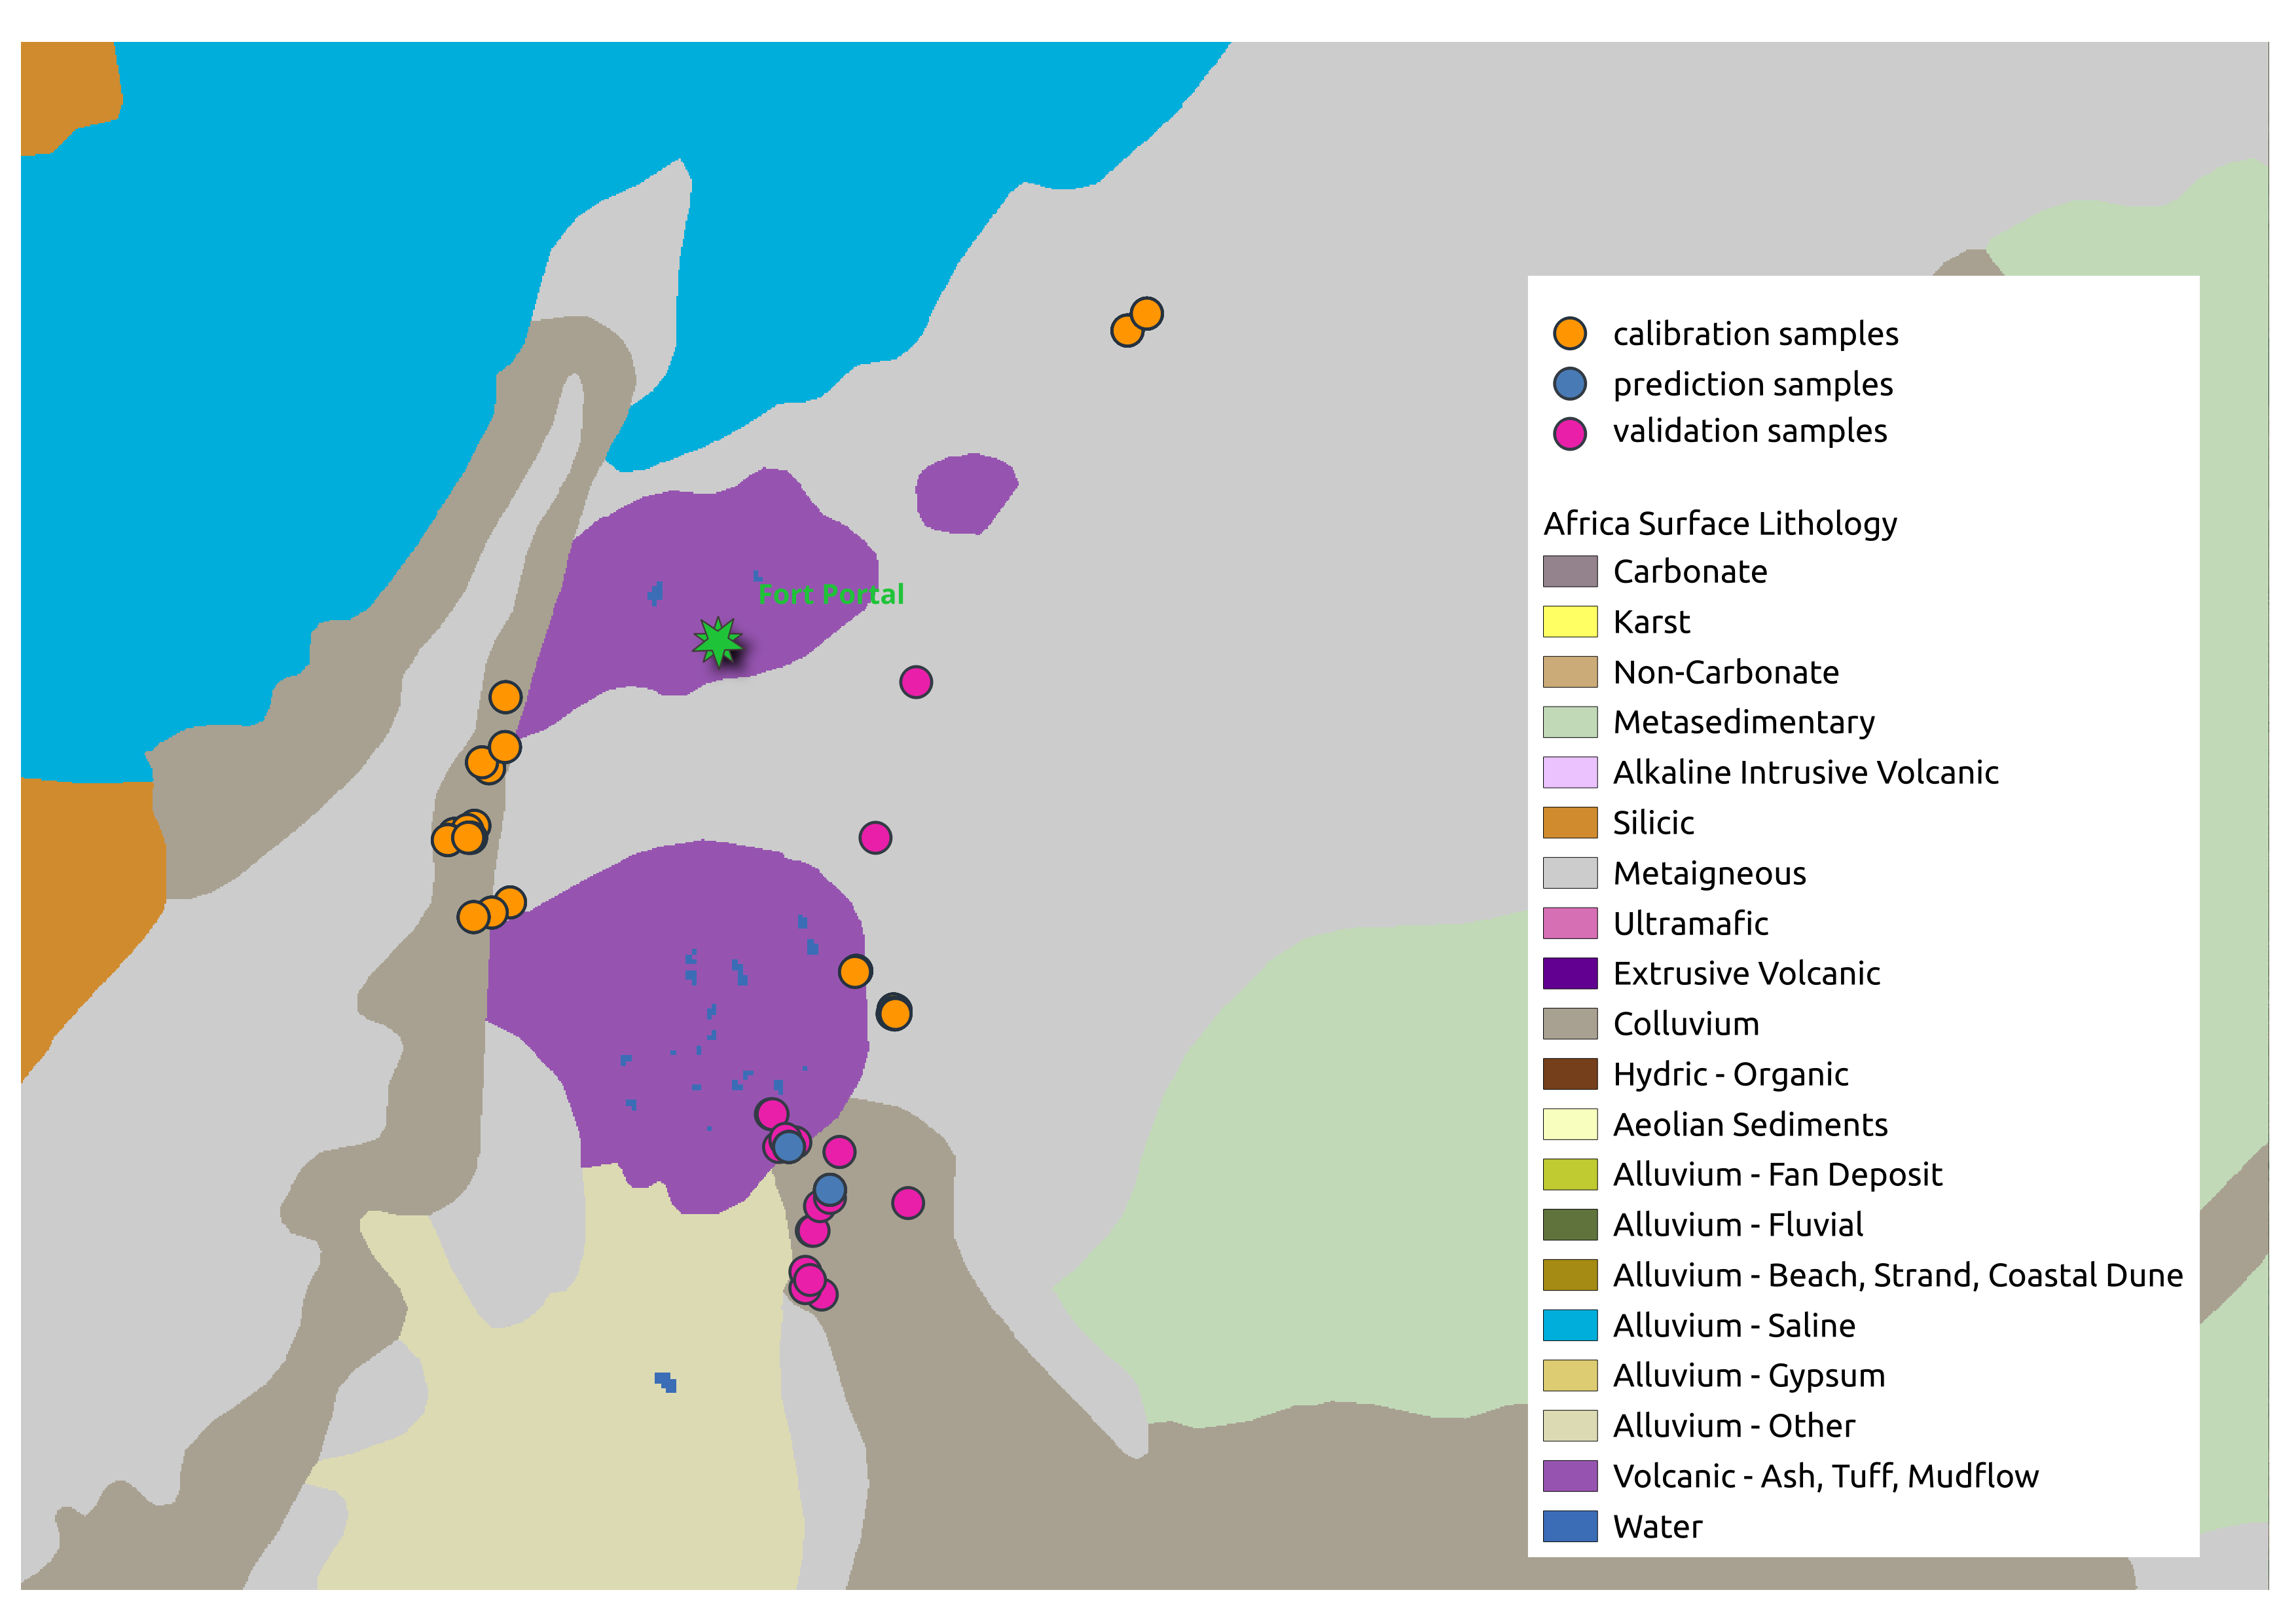 calibration samples
prediction samples
validation samples
Africa Surface Lithology
Carbonate
Karst
Fort Portal
Non-Carbonate
Metasedimentary
Alkaline Intrusive Volcanic
Silicic
Metaigneous
Ultramafic
Extrusive Volcanic
Colluvium
Hydric - Organic
Aeolian Sediments
Alluvium - Fan Deposit
Alluvium - Fluvial
Alluvium - Beach, Strand, Coastal Dune
Alluvium - Saline
Alluvium - Gypsum
Alluvium - Other
Volcanic - Ash, Tuff, Mudflow
Water